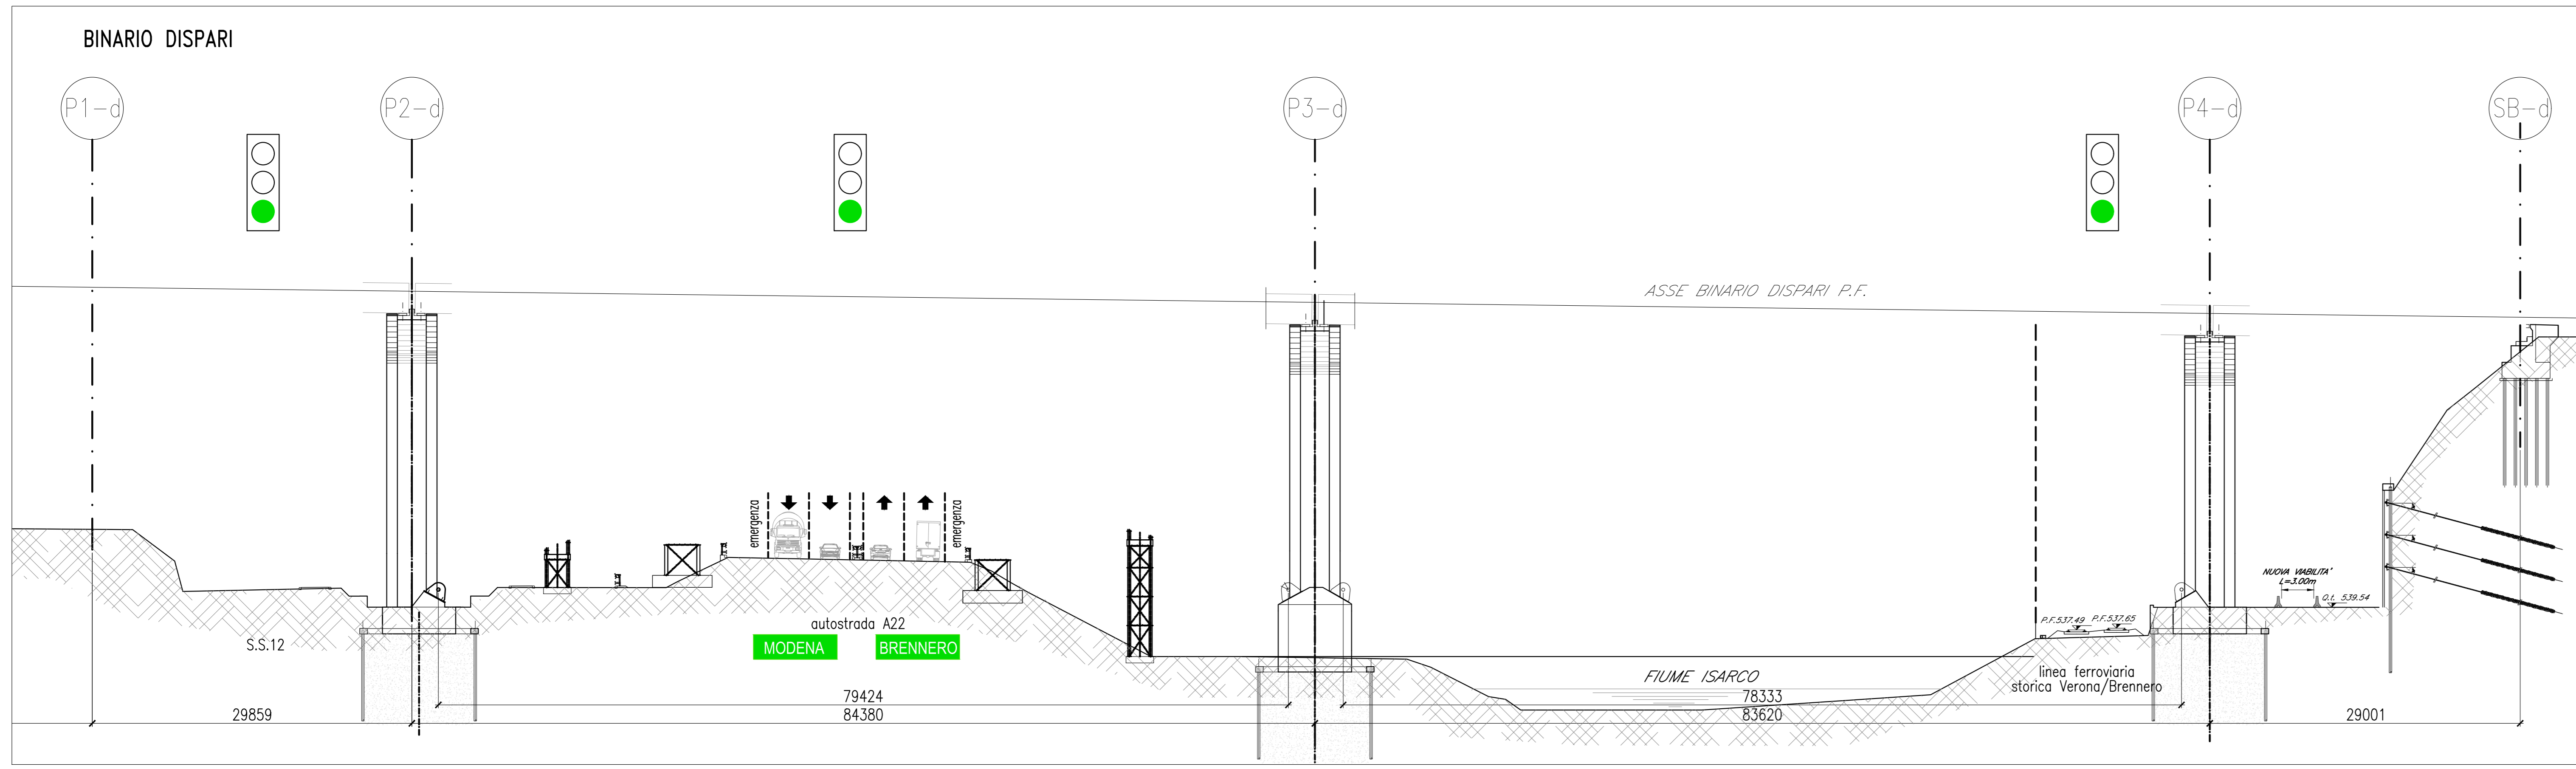 BINARIO DISPARI
P1-d
P2-d
P3-d
P4-d
SB-d
ASSE BINARIO DISPARI P.F.
emergenza
emergenza
autostrada A22
MODENA
BRENNERO
S.S.12
FIUME ISARCO
P.F.537.49
P.F.537.65
linea ferroviaria
storica Verona/Brennero
NUOVA VIABILITA'
L=3.00m
Q.t. 539.54
79424
78333
29859
84380
83620
29001